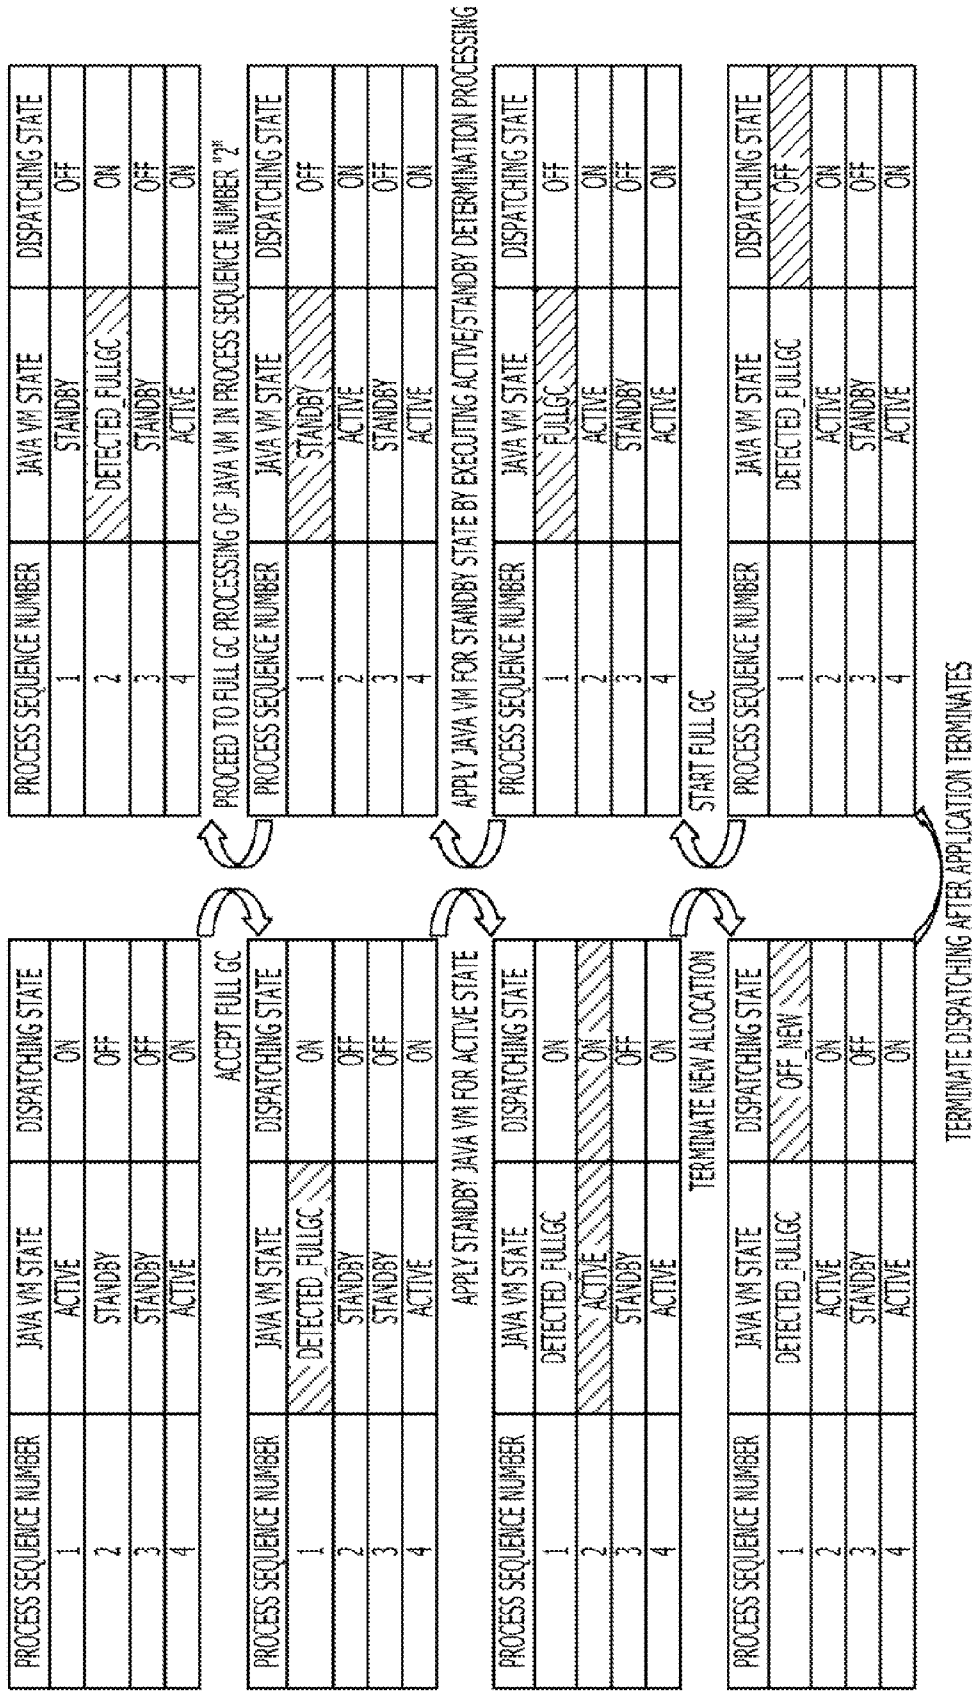 PROCESS SEQUENCE NUMBER JAVA VM STATE DISPATCHING STATE
1 ACTIVE ON
2 STANDBY OFF
3 STANDBY OFF
4 ACTIVE ON
ACCEPT FULL GC
PROCESS SEQUENCE NUMBER JAVA VM STATE DISPATCHING STATE
1 DETECTED_FULLGC ON
2 STANDBY OFF
3 STANDBY OFF
4 ACTIVE ON
APPLY STANDBY JAVA VM FOR ACTIVE STATE
PROCESS SEQUENCE NUMBER JAVA VM STATE DISPATCHING STATE
1 DETECTED_FULLGC ON
2 ACTIVE ON
3 STANDBY OFF
4 ACTIVE ON
TERMINATE NEW ALLOCATION
PROCESS SEQUENCE NUMBER JAVA VM STATE DISPATCHING STATE
1 DETECTED_FULLGC OFF_NEW
2 ACTIVE ON
3 STANDBY OFF
4 ACTIVE ON
TERMINATE DISPATCHING AFTER APPLICATION TERMINATES
PROCESS SEQUENCE NUMBER JAVA VM STATE DISPATCHING STATE
1 STANDBY OFF
2 DETECTED_FULLGC ON
3 STANDBY OFF
4 ACTIVE ON
PROCEED TO FULL GC PROCESSING OF JAVA VM IN PROCESS SEQUENCE NUMBER "2"
PROCESS SEQUENCE NUMBER JAVA VM STATE DISPATCHING STATE
1 STANDBY OFF
2 ACTIVE ON
3 STANDBY OFF
4 ACTIVE ON
APPLY JAVA VM FOR STANDBY STATE BY EXECUTING ACTIVE/STANDBY DETERMINATION PROCESSING
PROCESS SEQUENCE NUMBER JAVA VM STATE DISPATCHING STATE
1 FULLGC OFF
2 ACTIVE ON
3 STANDBY OFF
4 ACTIVE ON
START FULL GC
PROCESS SEQUENCE NUMBER JAVA VM STATE DISPATCHING STATE
1 DETECTED_FULLGC OFF
2 ACTIVE ON
3 STANDBY OFF
4 ACTIVE ON